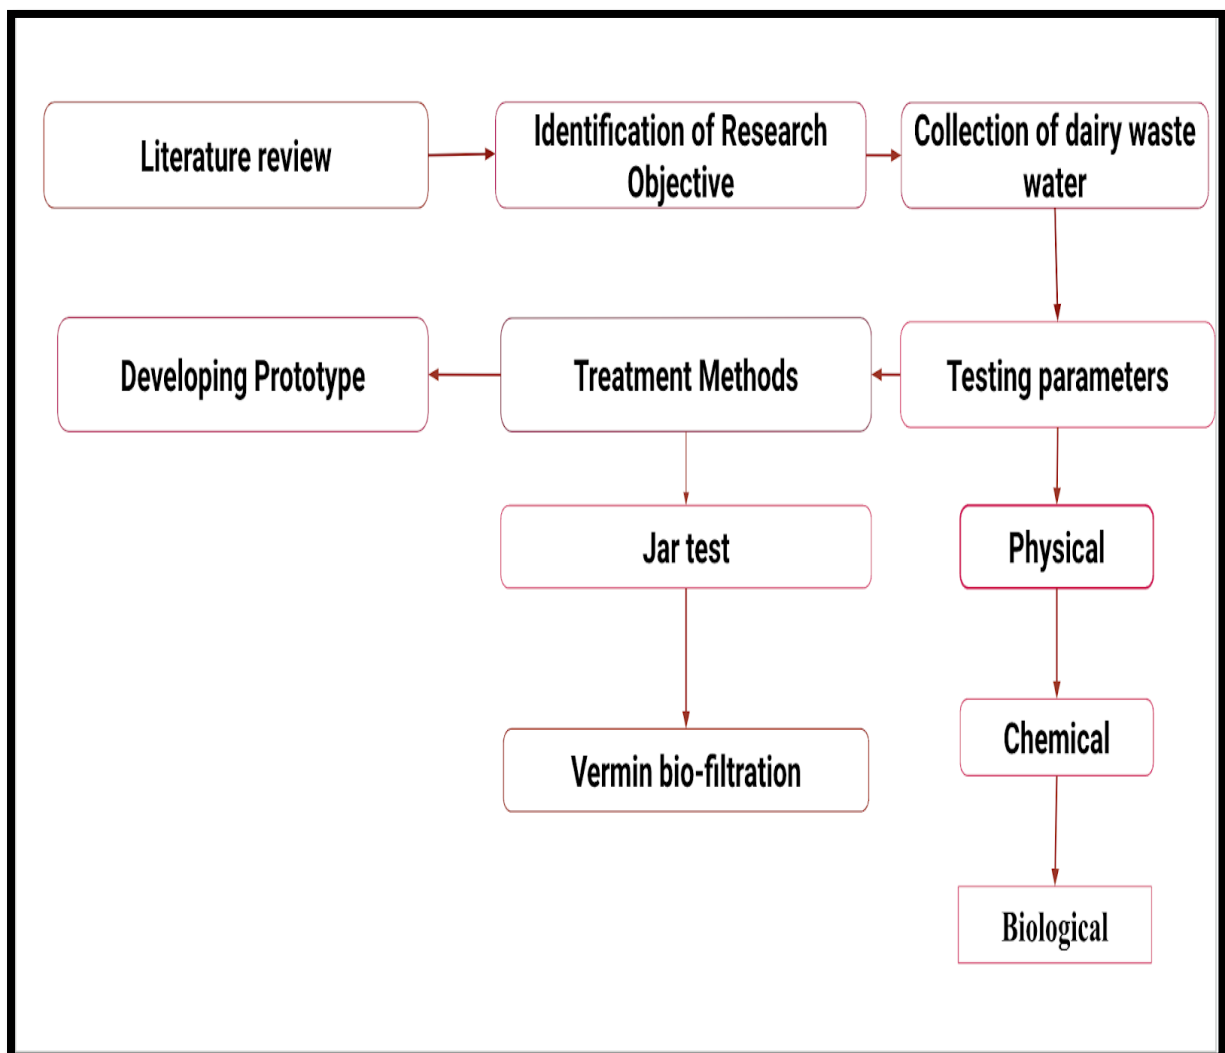 Literature review
Identification of Research
Objective
Collection of dairy waste
water
Developing Prototype
Treatment Methods
Testing parameters
Jar test
Physical
Chemical
Vermin bio-filtration
Biological